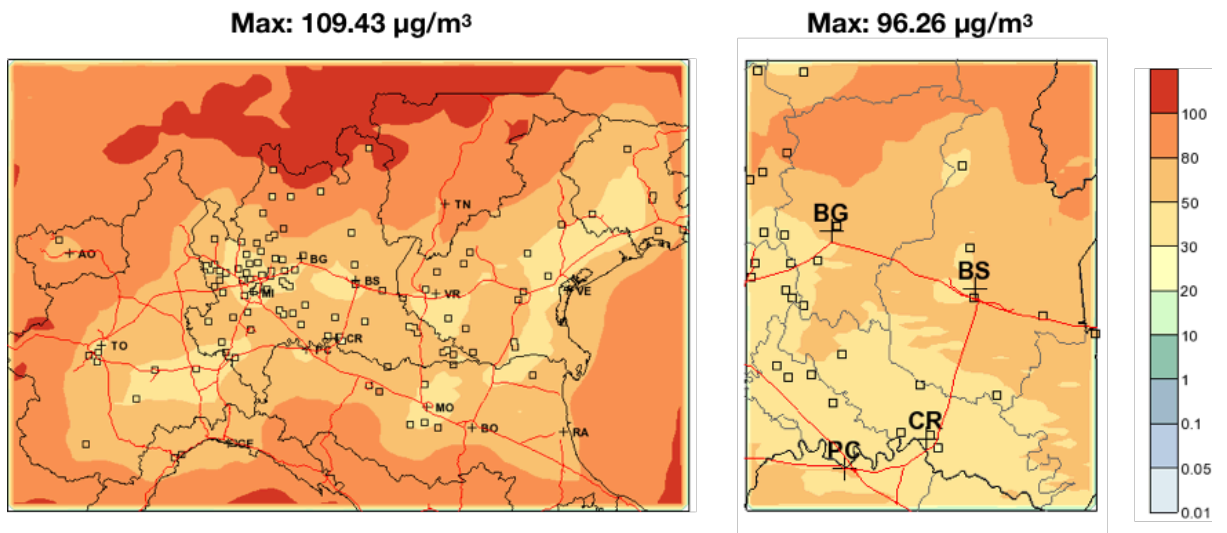 Max: 109.43 µg/m³
Max: 96.26 µg/m³
AO
TN
BG
BS
MI
VR
VE
TO
CR
PC
MO
BO
RA
GE
BG
BS
CR
PC
100
80
50
30
20
10
1
0.1
0.05
0.01